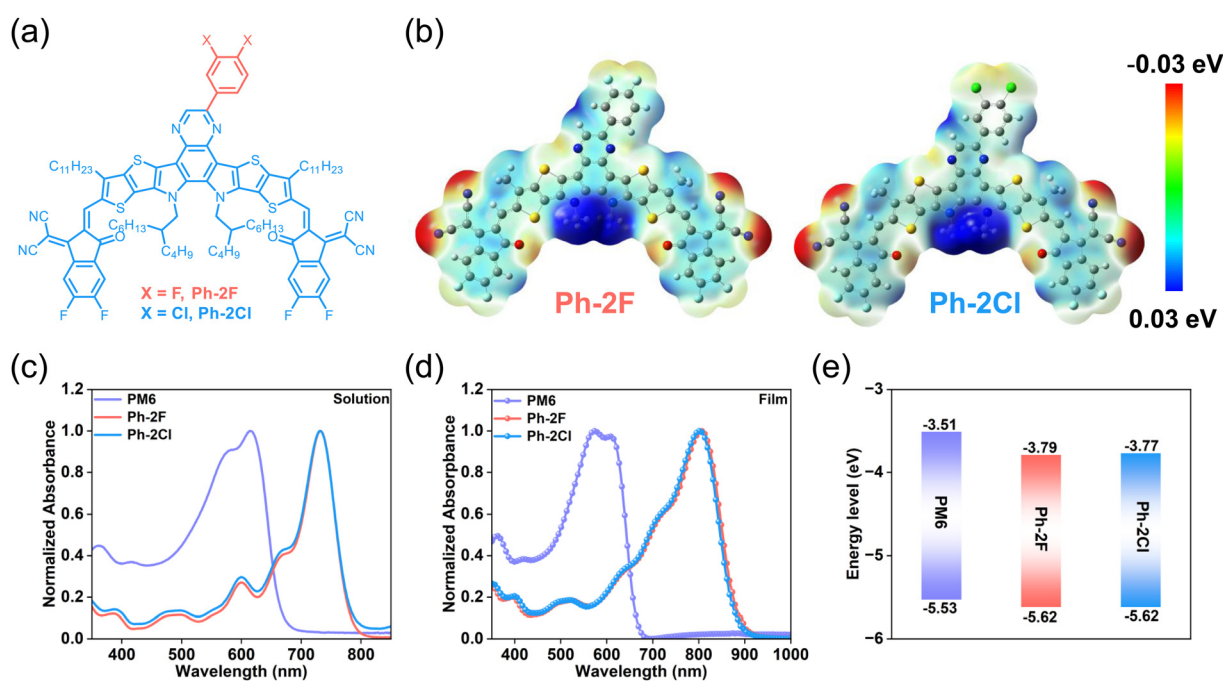 (a)
X X
N N
C₁₁H₂₃ S S C₁₁H₂₃
S N N S
NC C₆H₁₃ C₆H₁₃ CN
NC O O CN
C₄H₉ C₄H₉
F F F F
X = F, Ph-2F
X = Cl, Ph-2Cl
(b)
Ph-2F
Ph-2Cl
-0.03 eV
0.03 eV
(c)
Normalized Absorbance
1.2
1.0
0.8
0.6
0.4
0.2
0.0
PM6
Ph-2F
Ph-2Cl
Solution
400 500 600 700 800
Wavelength (nm)
(d)
Normalized Absorpbance
1.2
1.0
0.8
0.6
0.4
0.2
0.0
PM6
Ph-2F
Ph-2Cl
Film
400 500 600 700 800 900 1000
Wavelength (nm)
(e)
Energy level (eV)
−3
−4
−5
−6
-3.51
PM6
-5.53
-3.79
Ph-2F
-5.62
-3.77
Ph-2Cl
-5.62